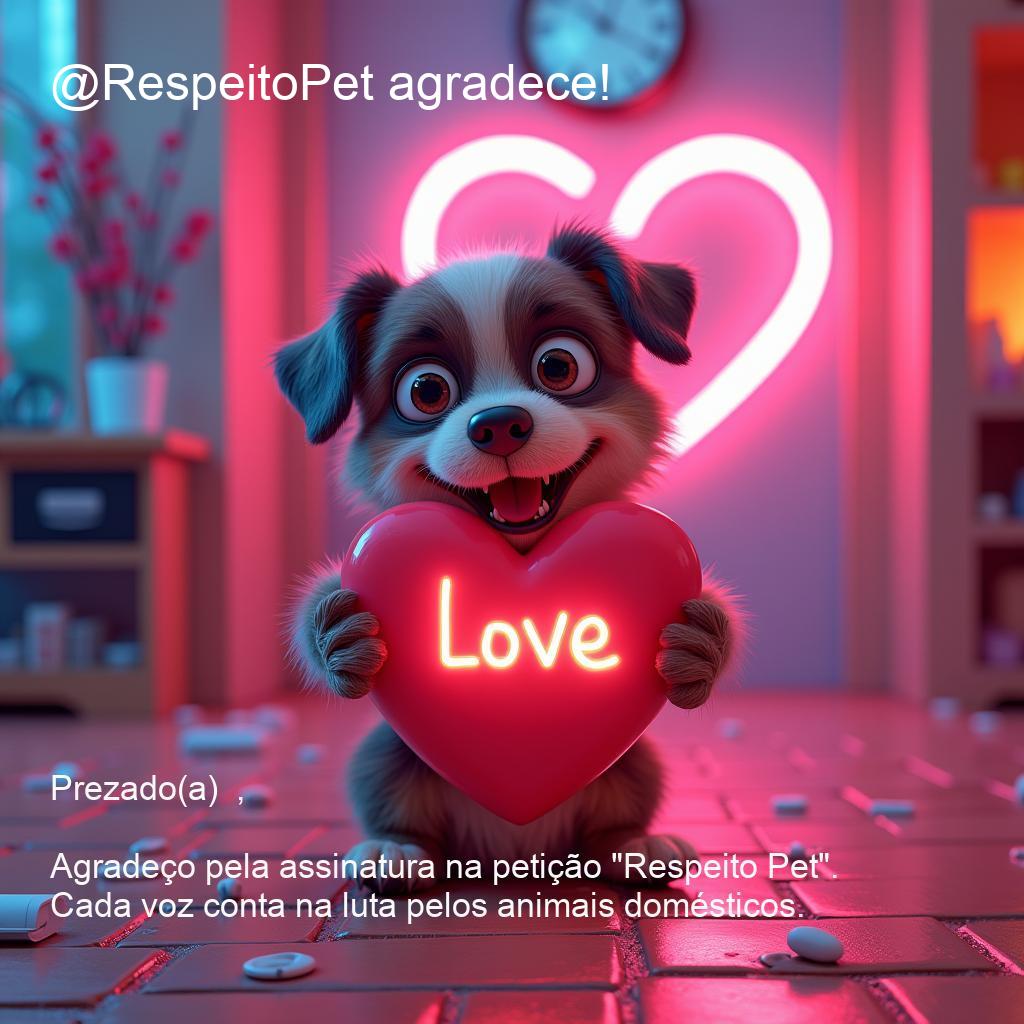 @RespeitoPet agradece!
Love
Prezado(a)  ,
Agradeço pela assinatura na petição "Respeito Pet".
Cada voz conta na luta pelos animais domésticos.